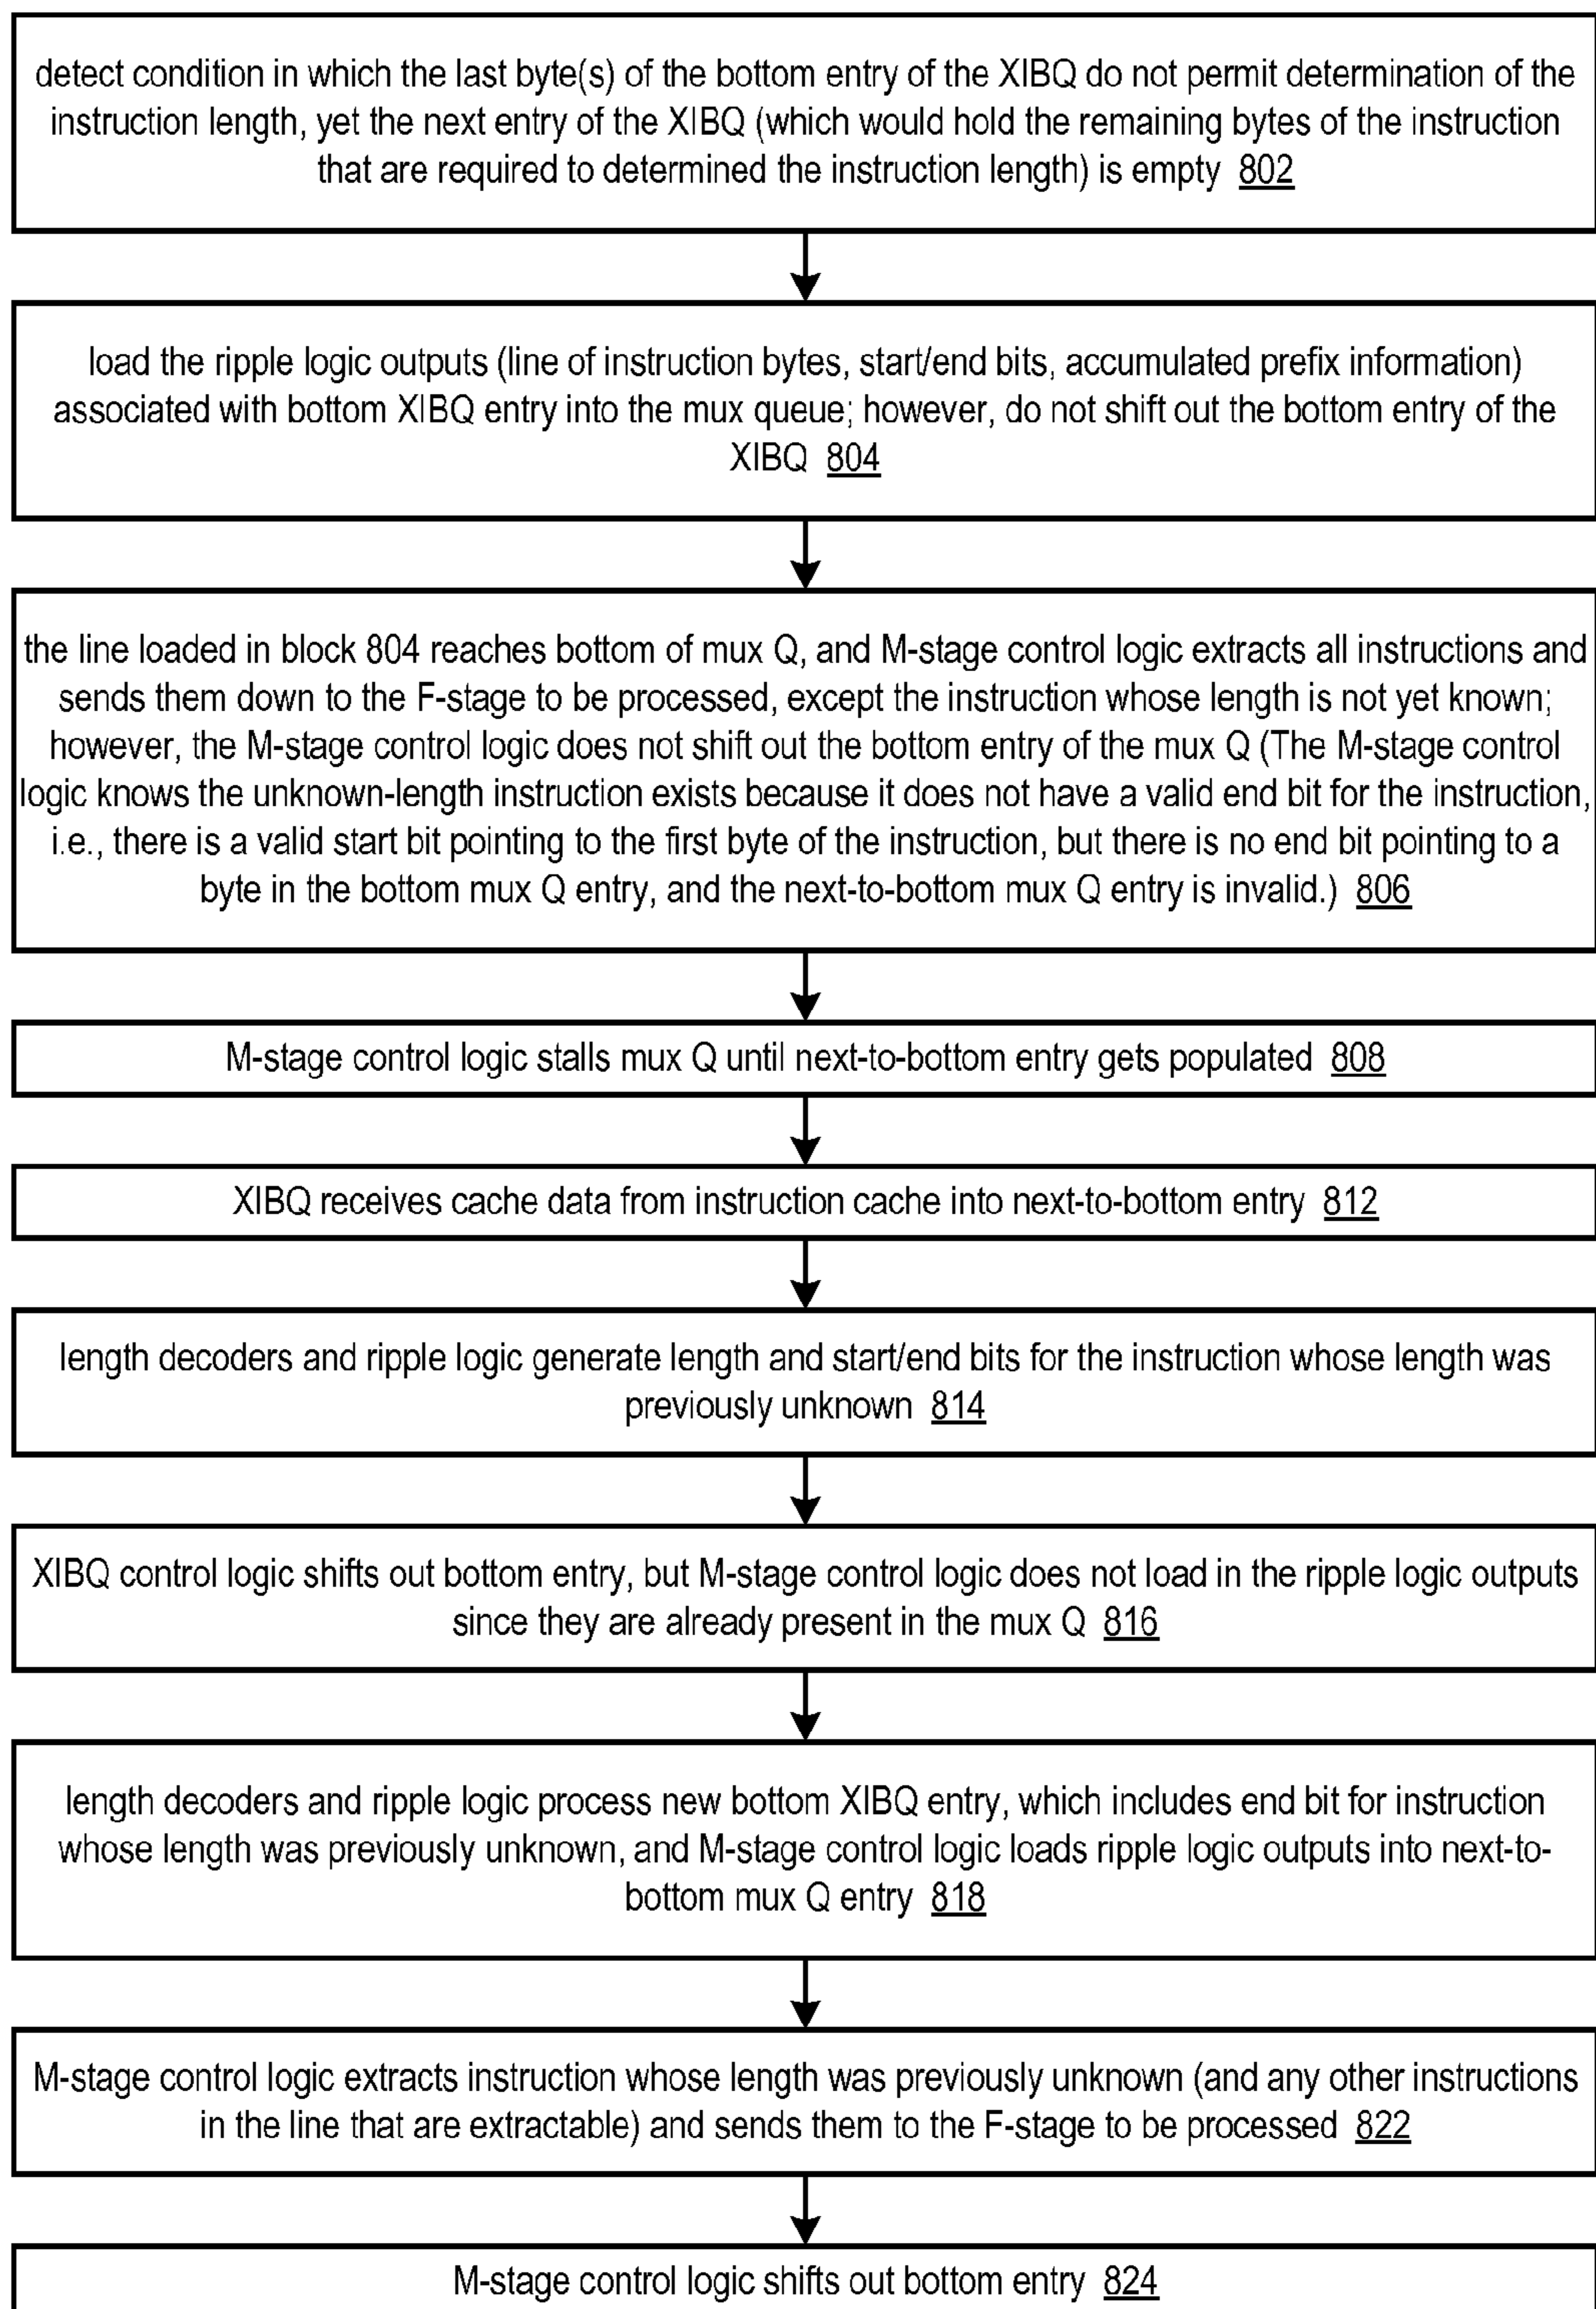 detect condition in which the last byte(s) of the bottom entry of the XIBQ do not permit determination of the
instruction length, yet the next entry of the XIBQ (which would hold the remaining bytes of the instruction
that are required to determined the instruction length) is empty 802
load the ripple logic outputs (line of instruction bytes, start/end bits, accumulated prefix information)
associated with bottom XIBQ entry into the mux queue; however, do not shift out the bottom entry of the
XIBQ 804
the line loaded in block 804 reaches bottom of mux Q, and M-stage control logic extracts all instructions and
sends them down to the F-stage to be processed, except the instruction whose length is not yet known;
however, the M-stage control logic does not shift out the bottom entry of the mux Q (The M-stage control
logic knows the unknown-length instruction exists because it does not have a valid end bit for the instruction,
i.e., there is a valid start bit pointing to the first byte of the instruction, but there is no end bit pointing to a
byte in the bottom mux Q entry, and the next-to-bottom mux Q entry is invalid.) 806
M-stage control logic stalls mux Q until next-to-bottom entry gets populated 808
XIBQ receives cache data from instruction cache into next-to-bottom entry 812
length decoders and ripple logic generate length and start/end bits for the instruction whose length was
previously unknown 814
XIBQ control logic shifts out bottom entry, but M-stage control logic does not load in the ripple logic outputs
since they are already present in the mux Q 816
length decoders and ripple logic process new bottom XIBQ entry, which includes end bit for instruction
whose length was previously unknown, and M-stage control logic loads ripple logic outputs into next-to-
bottom mux Q entry 818
M-stage control logic extracts instruction whose length was previously unknown (and any other instructions
in the line that are extractable) and sends them to the F-stage to be processed 822
M-stage control logic shifts out bottom entry 824